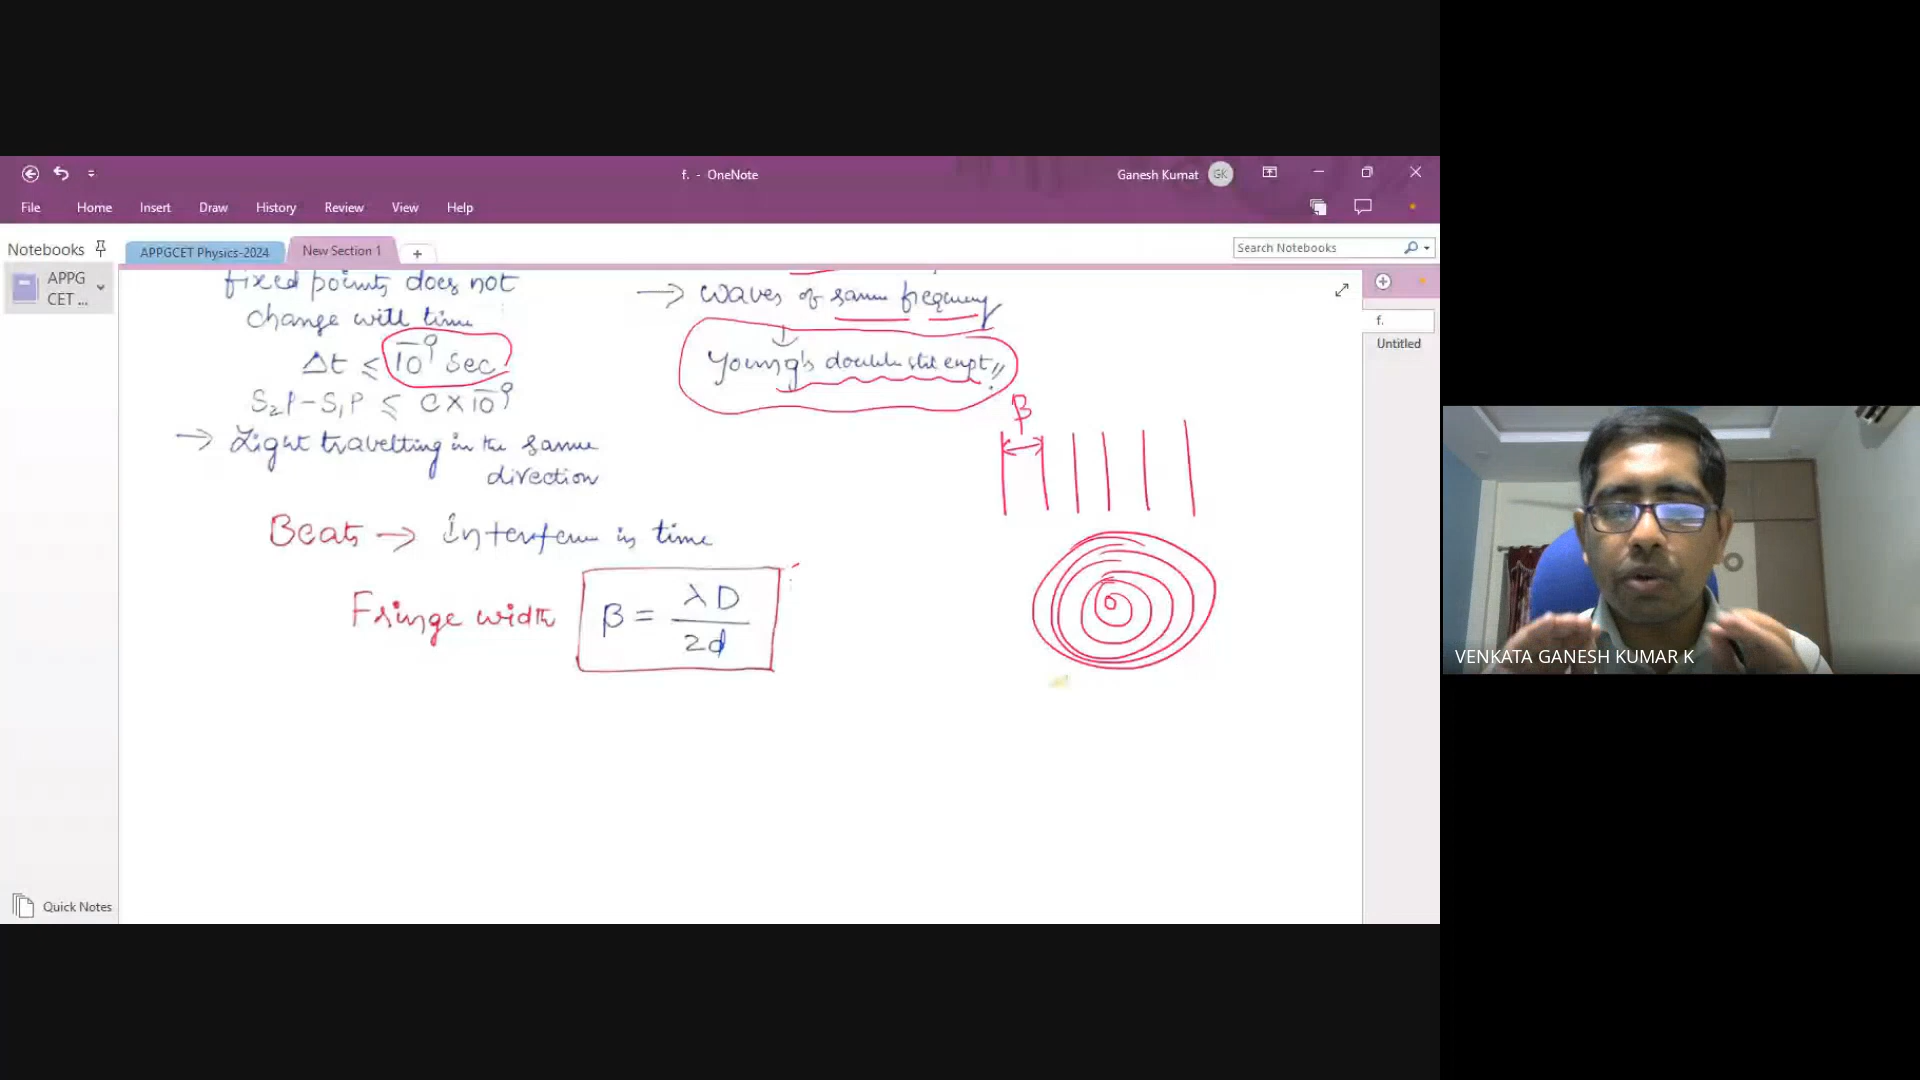 f. - OneNote
Ganesh Kumat GK
File Home Insert Draw History Review View Help
Notebooks
APPGCET Physics-2024
New Section 1
Search Notebooks
APPG
CET ...
f.
Untitled
fixed points does not
change with time
Δt ≤ 10⁻⁹ sec
S₂P-S₁P ≤ C×10⁻⁹
→ Light travelling in the same
direction
→ waves of same frequency
Young's double slit expt!!
β
Beats → Interferen in time
Fringe width β = λD / 2d
Quick Notes
VENKATA GANESH KUMAR K